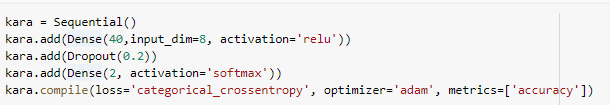 kara = Sequential()
kara.add(Dense(40,input_dim=8, activation='relu'))
kara.add(Dropout(0.2))
kara.add(Dense(2, activation='softmax'))
kara.compile(loss='categorical_crossentropy', optimizer='adam', metrics=['accuracy'])